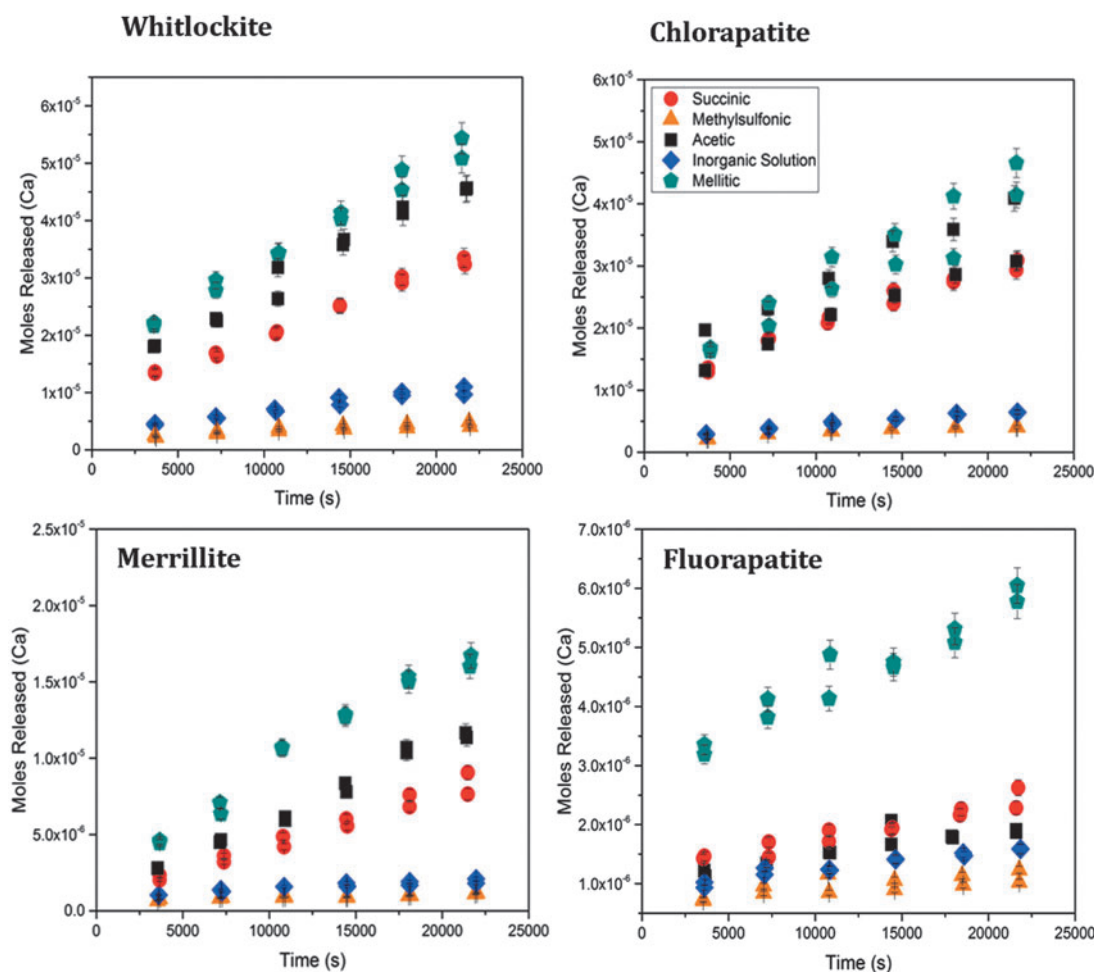 Whitlockite
Moles Released (Ca)
6x10⁻⁵
5x10⁻⁵
4x10⁻⁵
3x10⁻⁵
2x10⁻⁵
1x10⁻⁵
0
0 5000 10000 15000 20000 25000
Time (s)
Chlorapatite
Moles Released (Ca)
6x10⁻⁵
5x10⁻⁵
4x10⁻⁵
3x10⁻⁵
2x10⁻⁵
1x10⁻⁵
0
Succinic
Methylsulfonic
Acetic
Inorganic Solution
Mellitic
0 5000 10000 15000 20000 25000
Time (s)
Merrillite
Moles Released (Ca)
2.5x10⁻⁵
2.0x10⁻⁵
1.5x10⁻⁵
1.0x10⁻⁵
5.0x10⁻⁶
0.0
0 5000 10000 15000 20000 25000
Time (s)
Fluorapatite
Moles Released (Ca)
7.0x10⁻⁶
6.0x10⁻⁶
5.0x10⁻⁶
4.0x10⁻⁶
3.0x10⁻⁶
2.0x10⁻⁶
1.0x10⁻⁶
0 5000 10000 15000 20000 25000
Time (s)